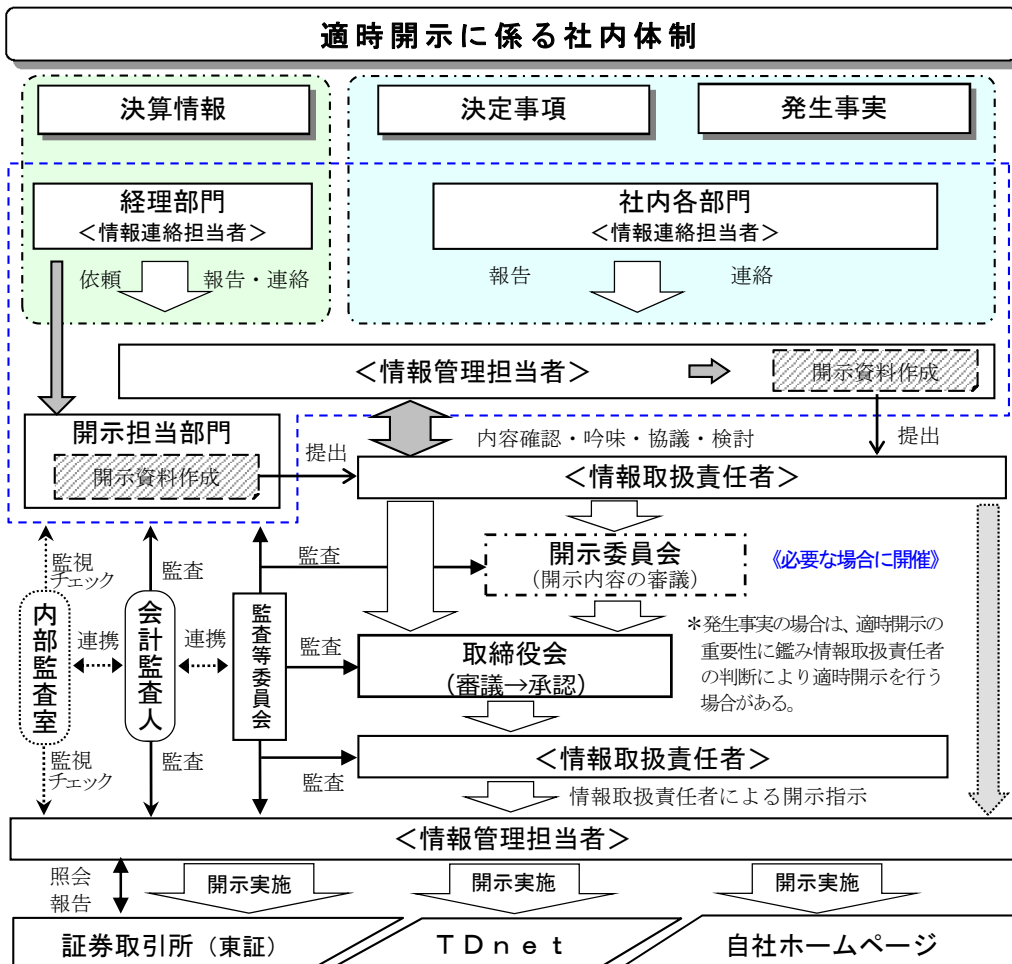 適時開示に係る社内体制
決算情報
決定事項
発生事実
経理部門
＜情報連絡担当者＞
社内各部門
＜情報連絡担当者＞
依頼
報告・連絡
報告
連絡
＜情報管理担当者＞
開示資料作成
開示担当部門
開示資料作成
提出
内容確認・吟味・協議・検討
提出
＜情報取扱責任者＞
監視
チェック
監査
監査
開示委員会
（開示内容の審議）
《必要な場合に開催》
内部監査室
連携
会計監査人
連携
監査等委員会
監査
取締役会
（審議→承認）
＊発生事実の場合は、適時開示の
重要性に鑑み情報取扱責任者
の判断により適時開示を行う
場合がある。
監視
チェック
監査
監査
＜情報取扱責任者＞
情報取扱責任者による開示指示
＜情報管理担当者＞
照会
報告
開示実施
開示実施
開示実施
証券取引所（東証）
ＴＤｎｅｔ
自社ホームページ